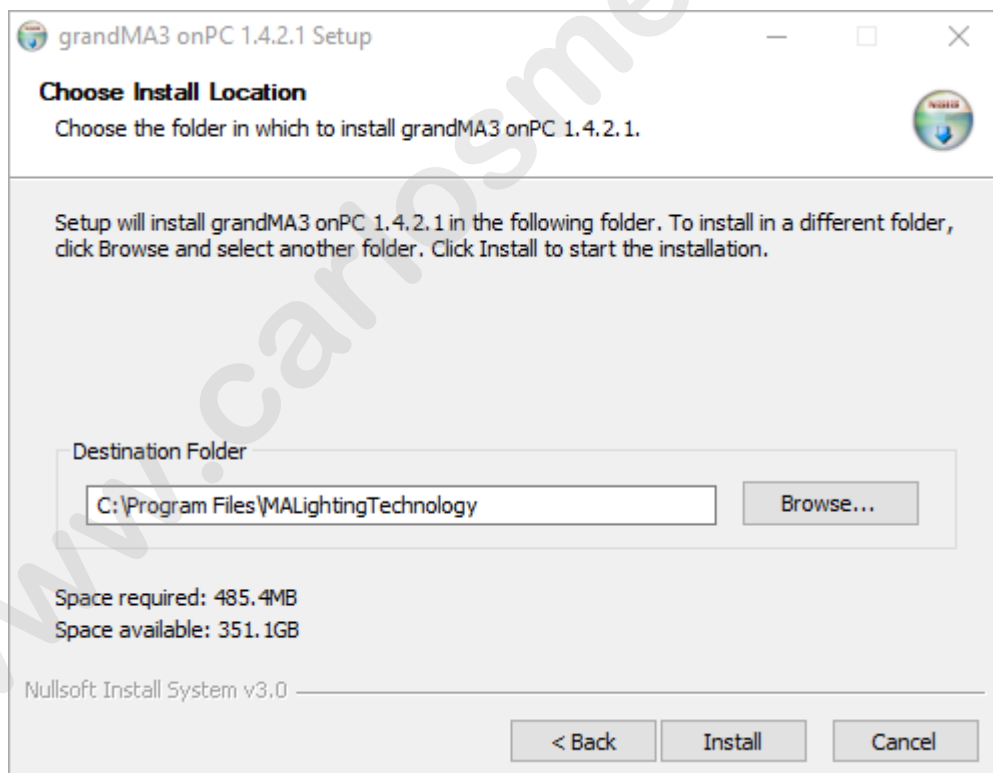 grandMA3 onPC 1.4.2.1 Setup
Choose Install Location
Choose the folder in which to install grandMA3 onPC 1.4.2.1.
Setup will install grandMA3 onPC 1.4.2.1 in the following folder. To install in a different folder,
click Browse and select another folder. Click Install to start the installation.
Destination Folder
C:\Program Files\MALightingTechnology
Browse...
Space required: 485.4MB
Space available: 351.1GB
Nullsoft Install System v3.0
< Back
Install
Cancel